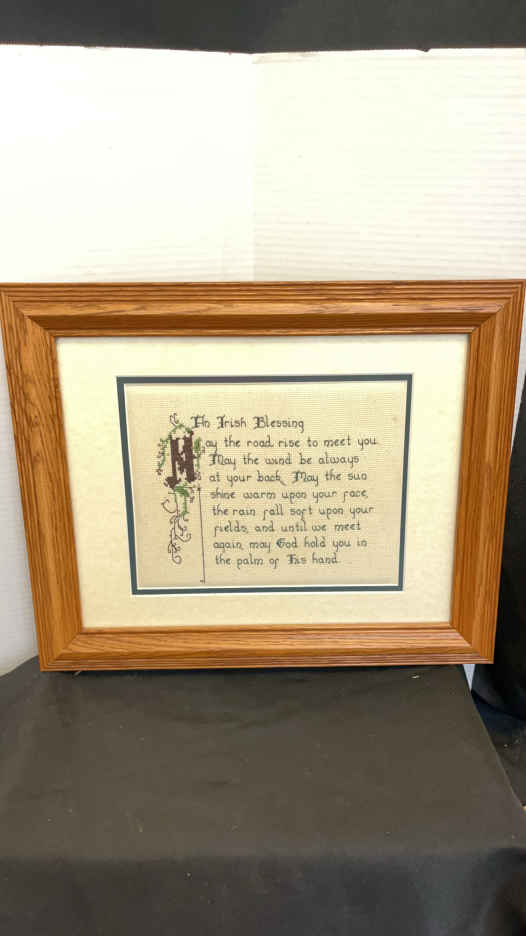 An Irish Blessing
May the road rise to meet you.
May the wind be always
at your back. May the sun
shine warm upon your face,
the rain fall soft upon your
fields, and until we meet
again, may God hold you in
the palm of His hand.